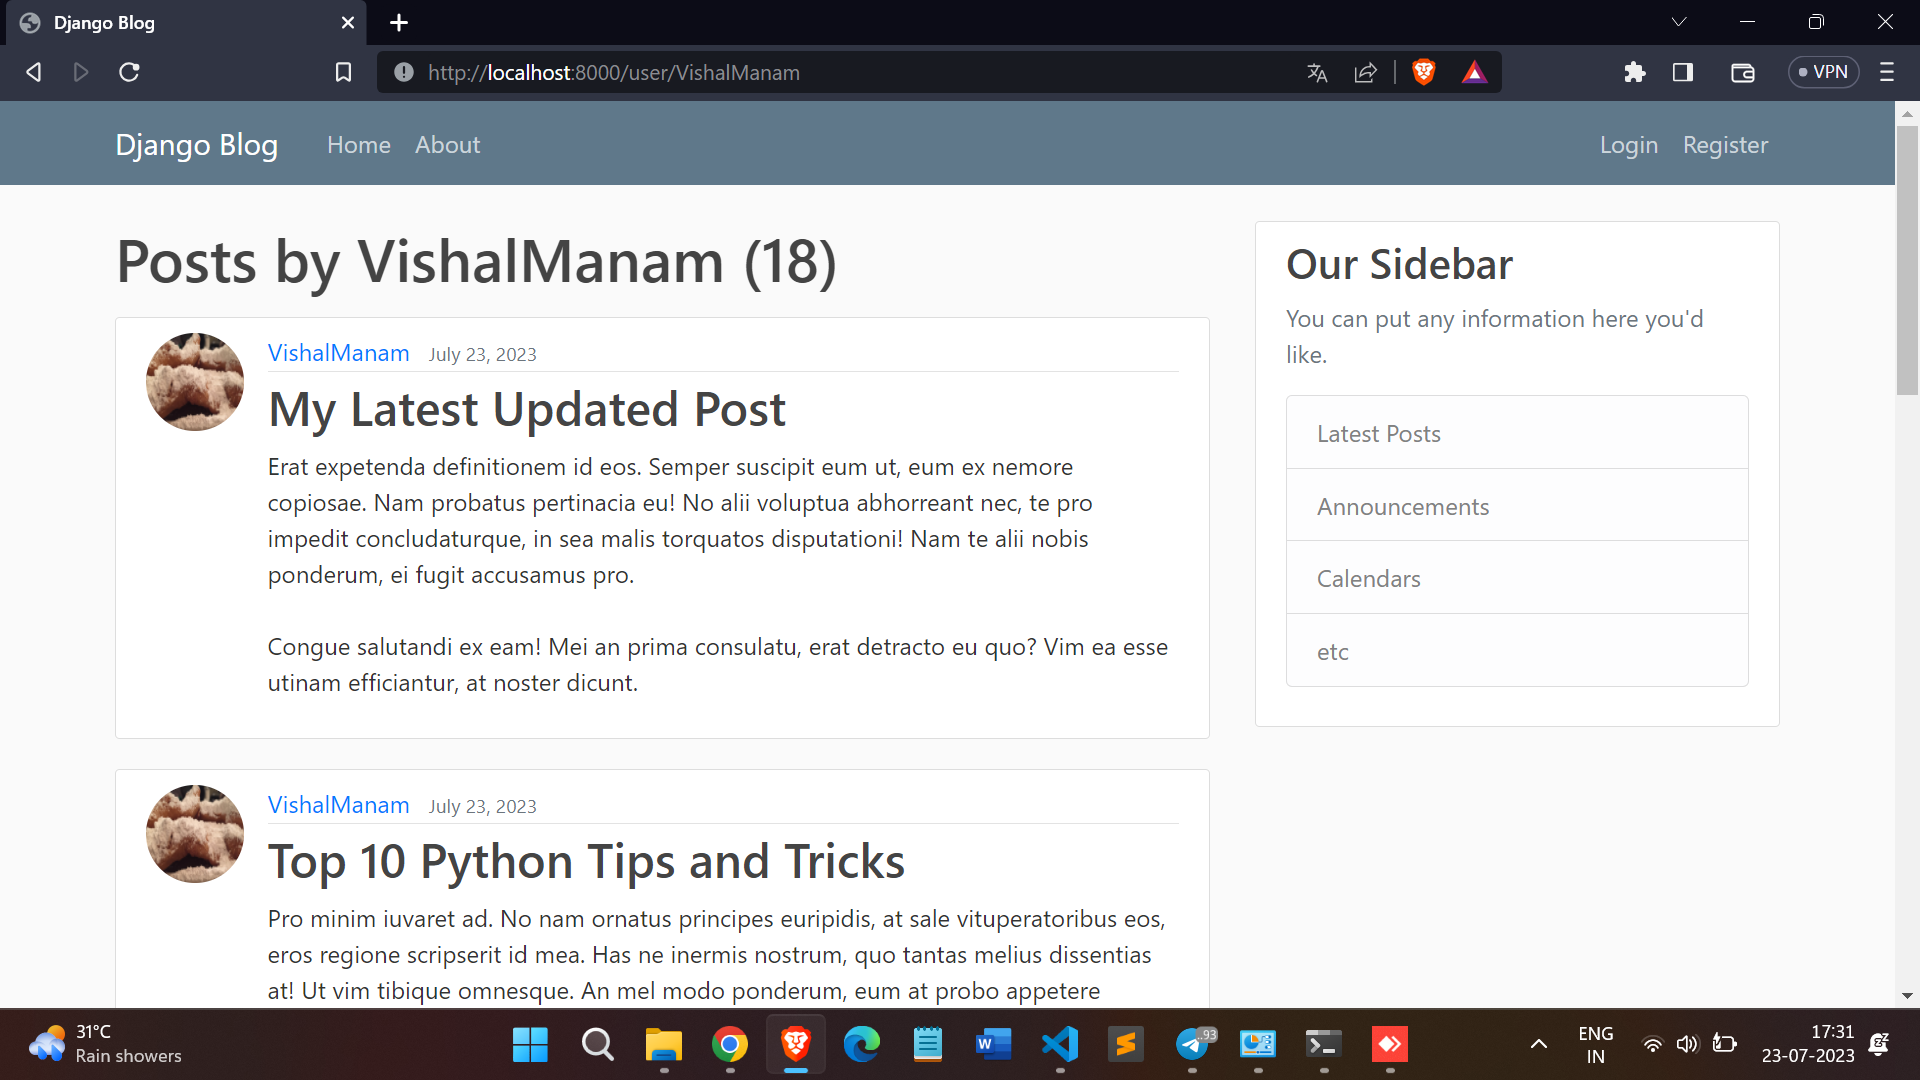 Django Blog
http://localhost:8000/user/VishalManam
VPN
Django Blog
Home
About
Login
Register
Posts by VishalManam (18)
VishalManam July 23, 2023
My Latest Updated Post
Erat expetenda definitionem id eos. Semper suscipit eum ut, eum ex nemore
copiosae. Nam probatus pertinacia eu! No alii voluptua abhorreant nec, te pro
impedit concludaturque, in sea malis torquatos disputationi! Nam te alii nobis
ponderum, ei fugit accusamus pro.
Congue salutandi ex eam! Mei an prima consulatu, erat detracto eu quo? Vim ea esse
utinam efficiantur, at noster dicunt.
VishalManam July 23, 2023
Top 10 Python Tips and Tricks
Pro minim iuvaret ad. No nam ornatus principes euripidis, at sale vituperatoribus eos,
eros regione scripserit id mea. Has ne inermis nostrum, quo tantas melius dissentias
at! Ut vim tibique omnesque. An mel modo ponderum, eum at probo appetere
Our Sidebar
You can put any information here you'd
like.
Latest Posts
Announcements
Calendars
etc
31°C
Rain showers
W
93
ENG
IN
17:31
23-07-2023